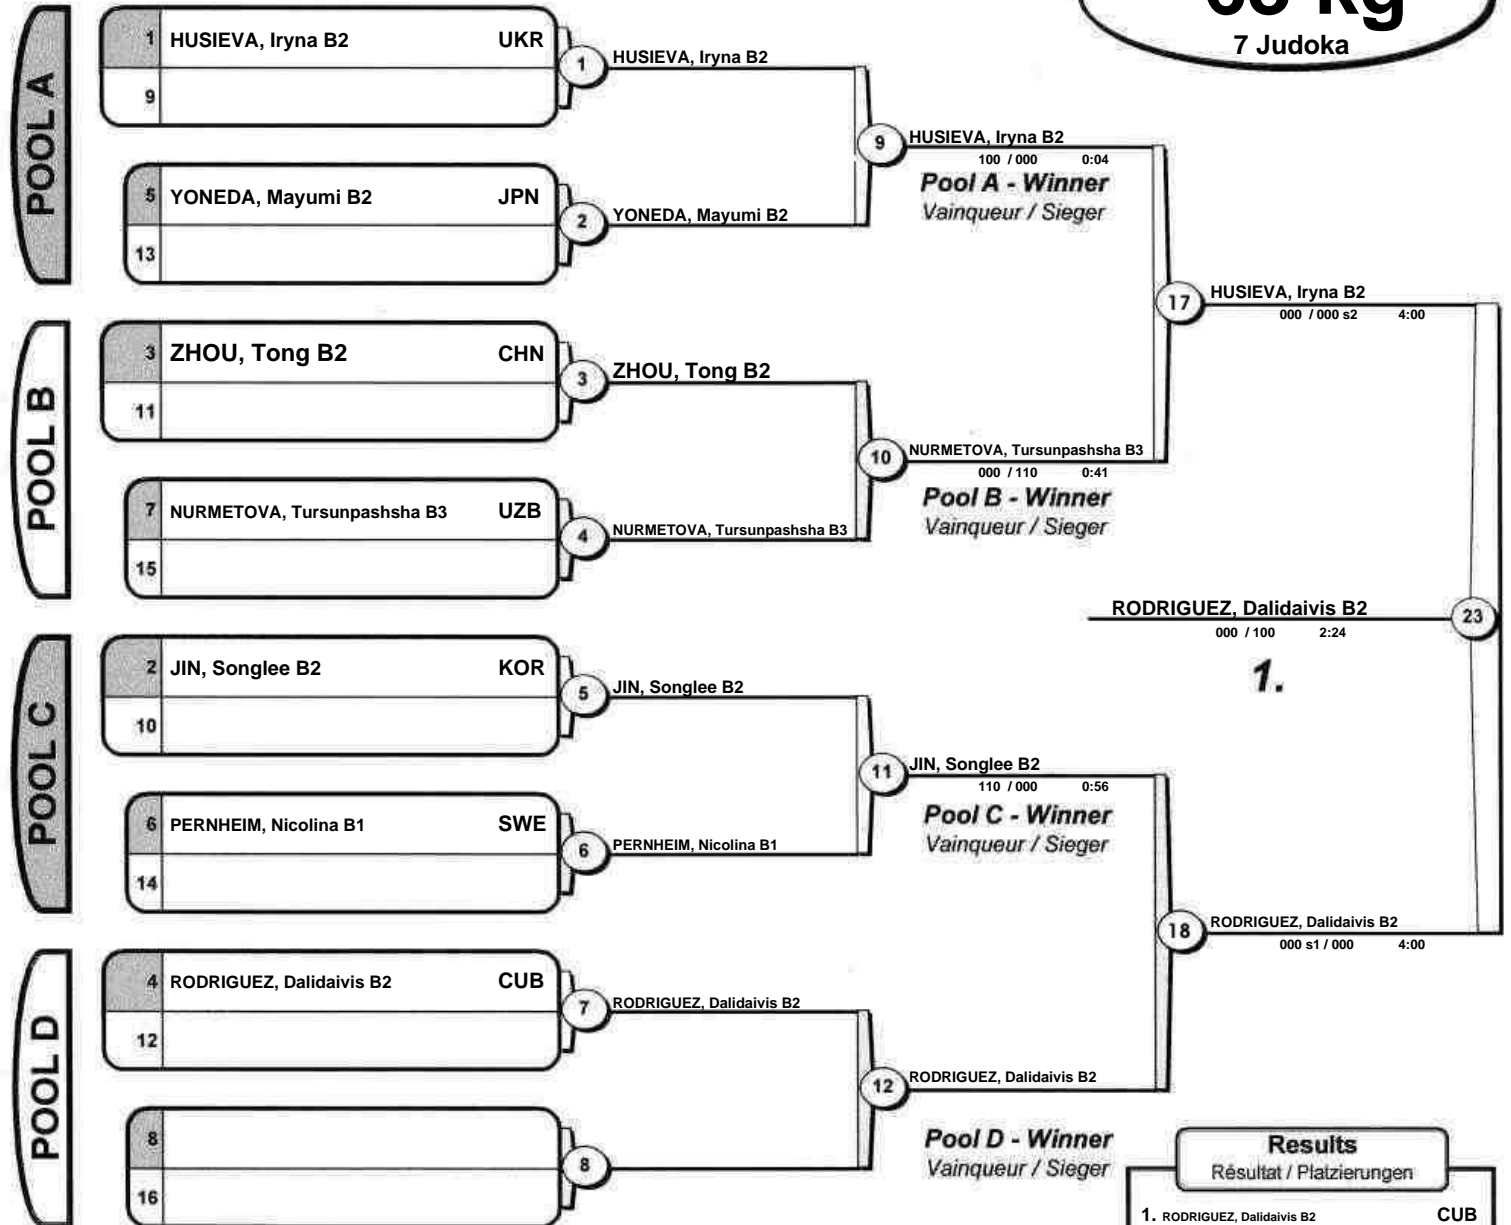 7 Judoka
POOL A
1 HUSIEVA, Iryna B2 UKR
9
1
HUSIEVA, Iryna B2
5 YONEDA, Mayumi B2 JPN
13
2
YONEDA, Mayumi B2
9
HUSIEVA, Iryna B2
100 / 000 0:04
Pool A - Winner
Vainqueur / Sieger
POOL B
3 ZHOU, Tong B2 CHN
11
3
ZHOU, Tong B2
7 NURMETOVA, Tursunpashsha B3 UZB
15
4
NURMETOVA, Tursunpashsha B3
10
NURMETOVA, Tursunpashsha B3
000 / 110 0:41
Pool B - Winner
Vainqueur / Sieger
17
HUSIEVA, Iryna B2
000 / 000 s2 4:00
RODRIGUEZ, Dalidaivis B2
000 / 100 2:24
23
1.
POOL C
2 JIN, Songlee B2 KOR
10
5
JIN, Songlee B2
6 PERNHEIM, Nicolina B1 SWE
14
6
PERNHEIM, Nicolina B1
11
JIN, Songlee B2
110 / 000 0:56
Pool C - Winner
Vainqueur / Sieger
18
RODRIGUEZ, Dalidaivis B2
000 s1 / 000 4:00
POOL D
4 RODRIGUEZ, Dalidaivis B2 CUB
12
7
RODRIGUEZ, Dalidaivis B2
8
16
8
12
RODRIGUEZ, Dalidaivis B2
Pool D - Winner
Vainqueur / Sieger
Results
Résultat / Platzierungen
1. RODRIGUEZ, Dalidaivis B2 CUB